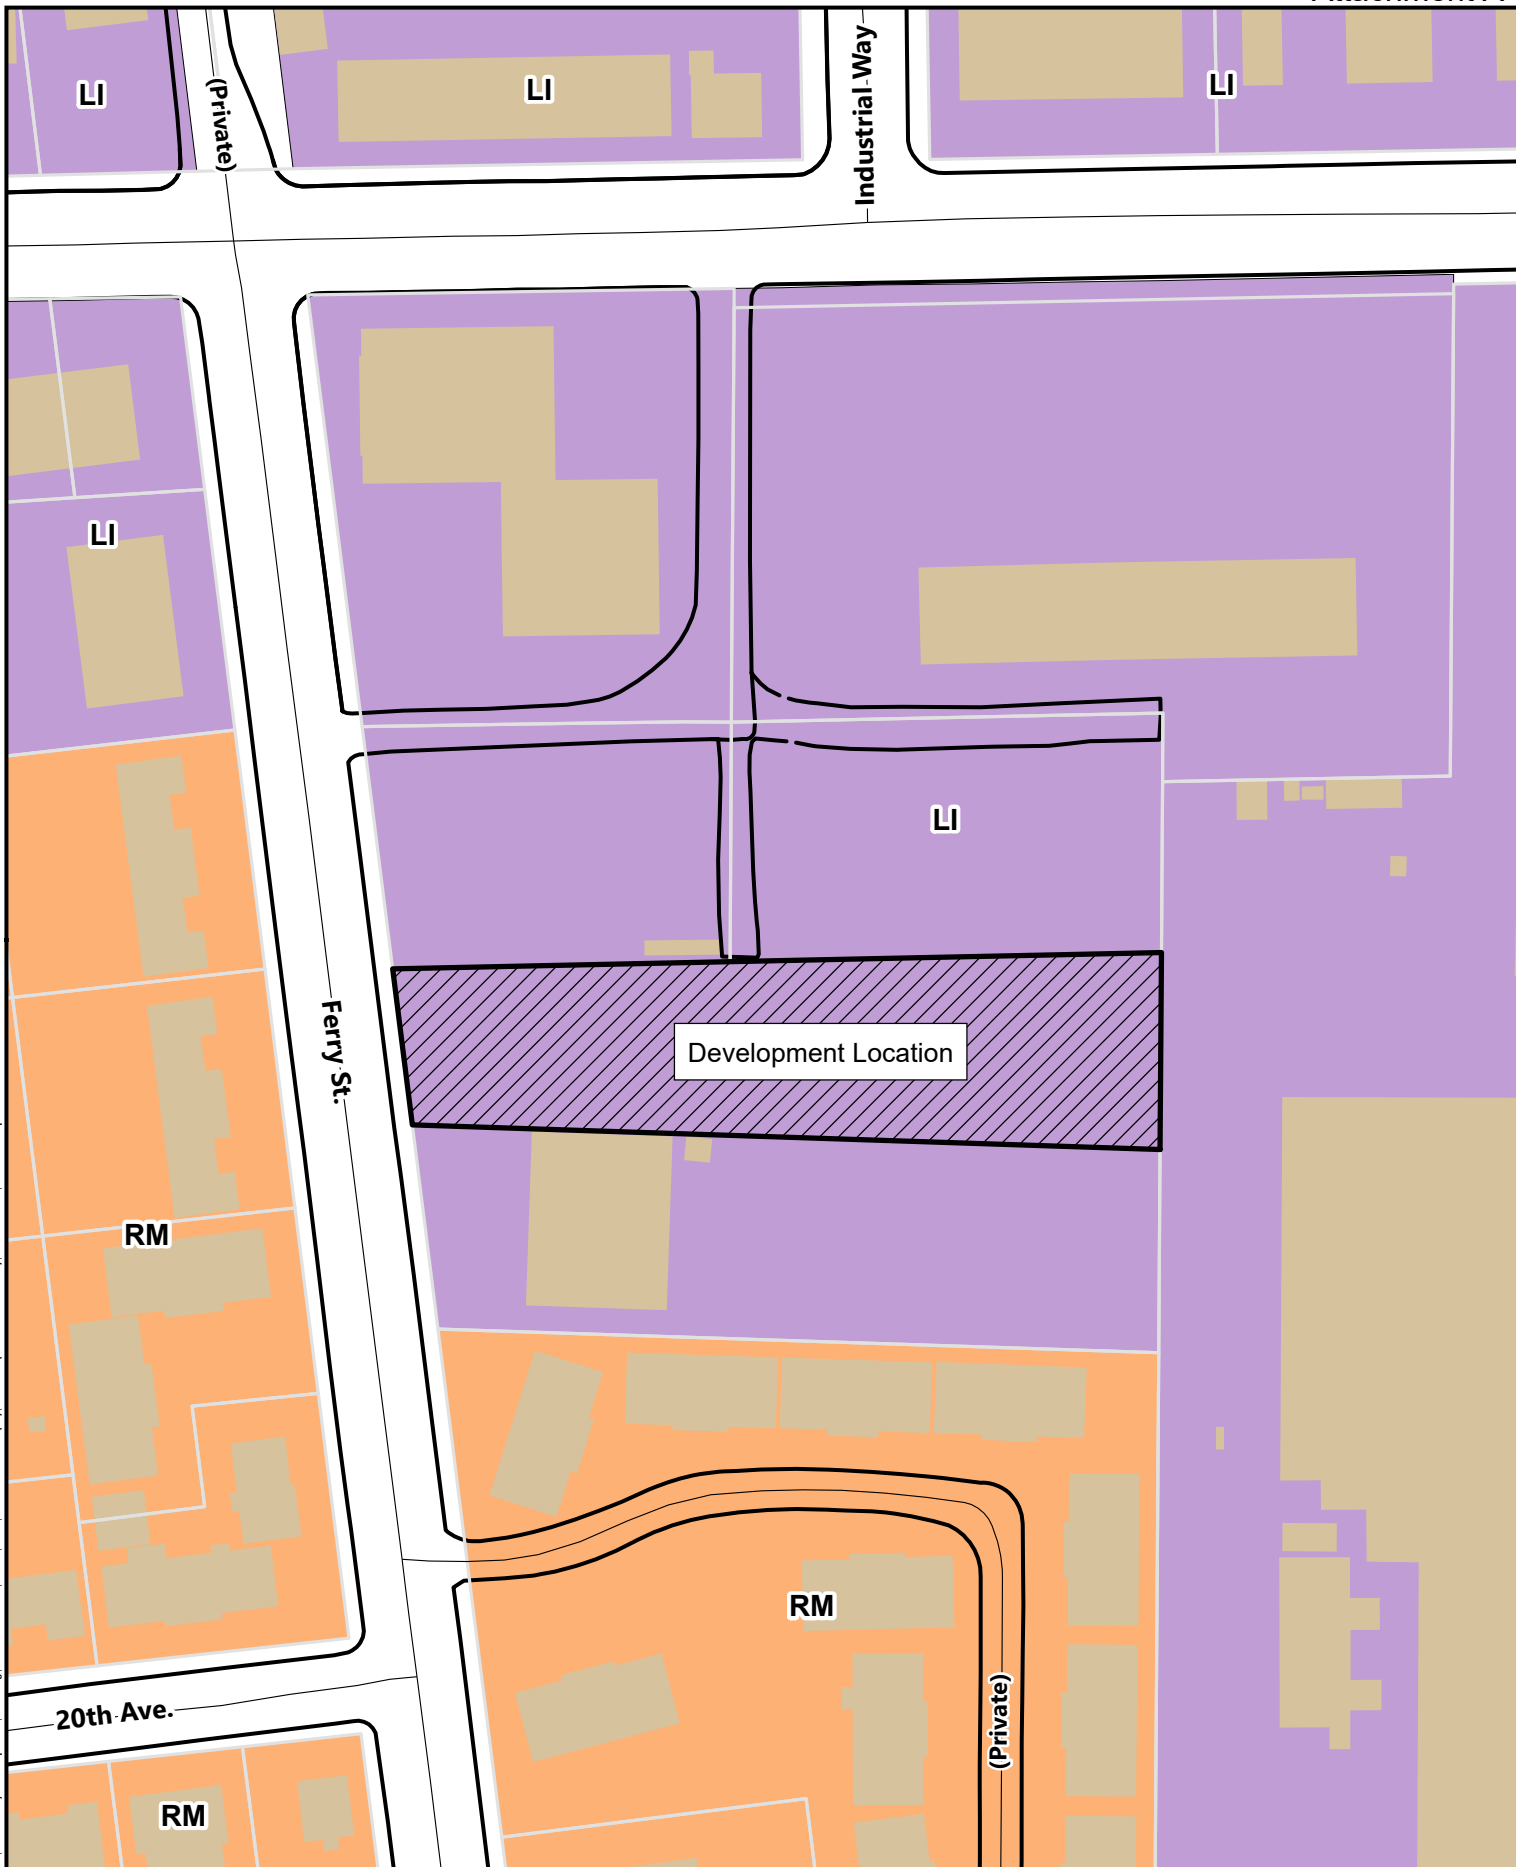 LI
LI
LI
(Private)
Industrial Way
LI
LI
Ferry St.
Development Location
RM
RM
(Private)
20th Ave.
RM